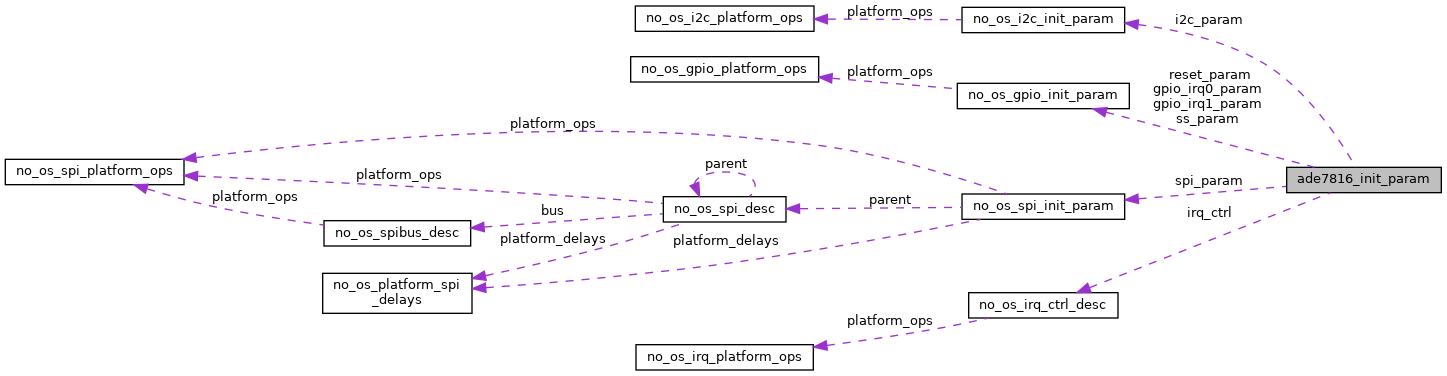 no_os_i2c_platform_ops
platform_ops
no_os_i2c_init_param
i2c_param
no_os_gpio_platform_ops
platform_ops
no_os_gpio_init_param
reset_param
gpio_irq0_param
gpio_irq1_param
ss_param
platform_ops
no_os_spi_platform_ops
platform_ops
parent
platform_ops
no_os_spi_desc
parent
no_os_spi_init_param
spi_param
ade7816_init_param
bus
no_os_spibus_desc
platform_delays
platform_delays
irq_ctrl
no_os_platform_spi
_delays
no_os_irq_ctrl_desc
platform_ops
no_os_irq_platform_ops